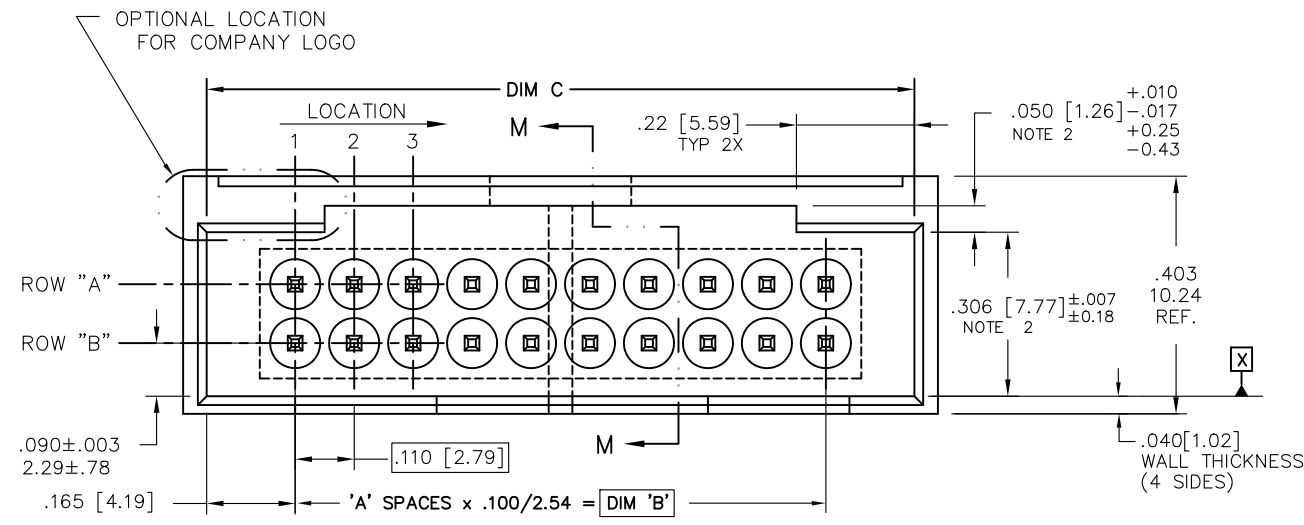 OPTIONAL LOCATION
FOR COMPANY LOGO
DIM C
LOCATION
1 2 3
M
.22 [5.59]
TYP 2X
.050 [1.26] +.010 -.017
NOTE 2 +0.25 -0.43
ROW "A"
ROW "B"
.306 [7.77] ±.007 ±0.18
NOTE 2
.403
10.24
REF.
X
.090±.003
2.29±.78
.110 [2.79]
M
.040[1.02]
WALL THICKNESS
(4 SIDES)
.165 [4.19]
'A' SPACES x .100/2.54 = DIM 'B'